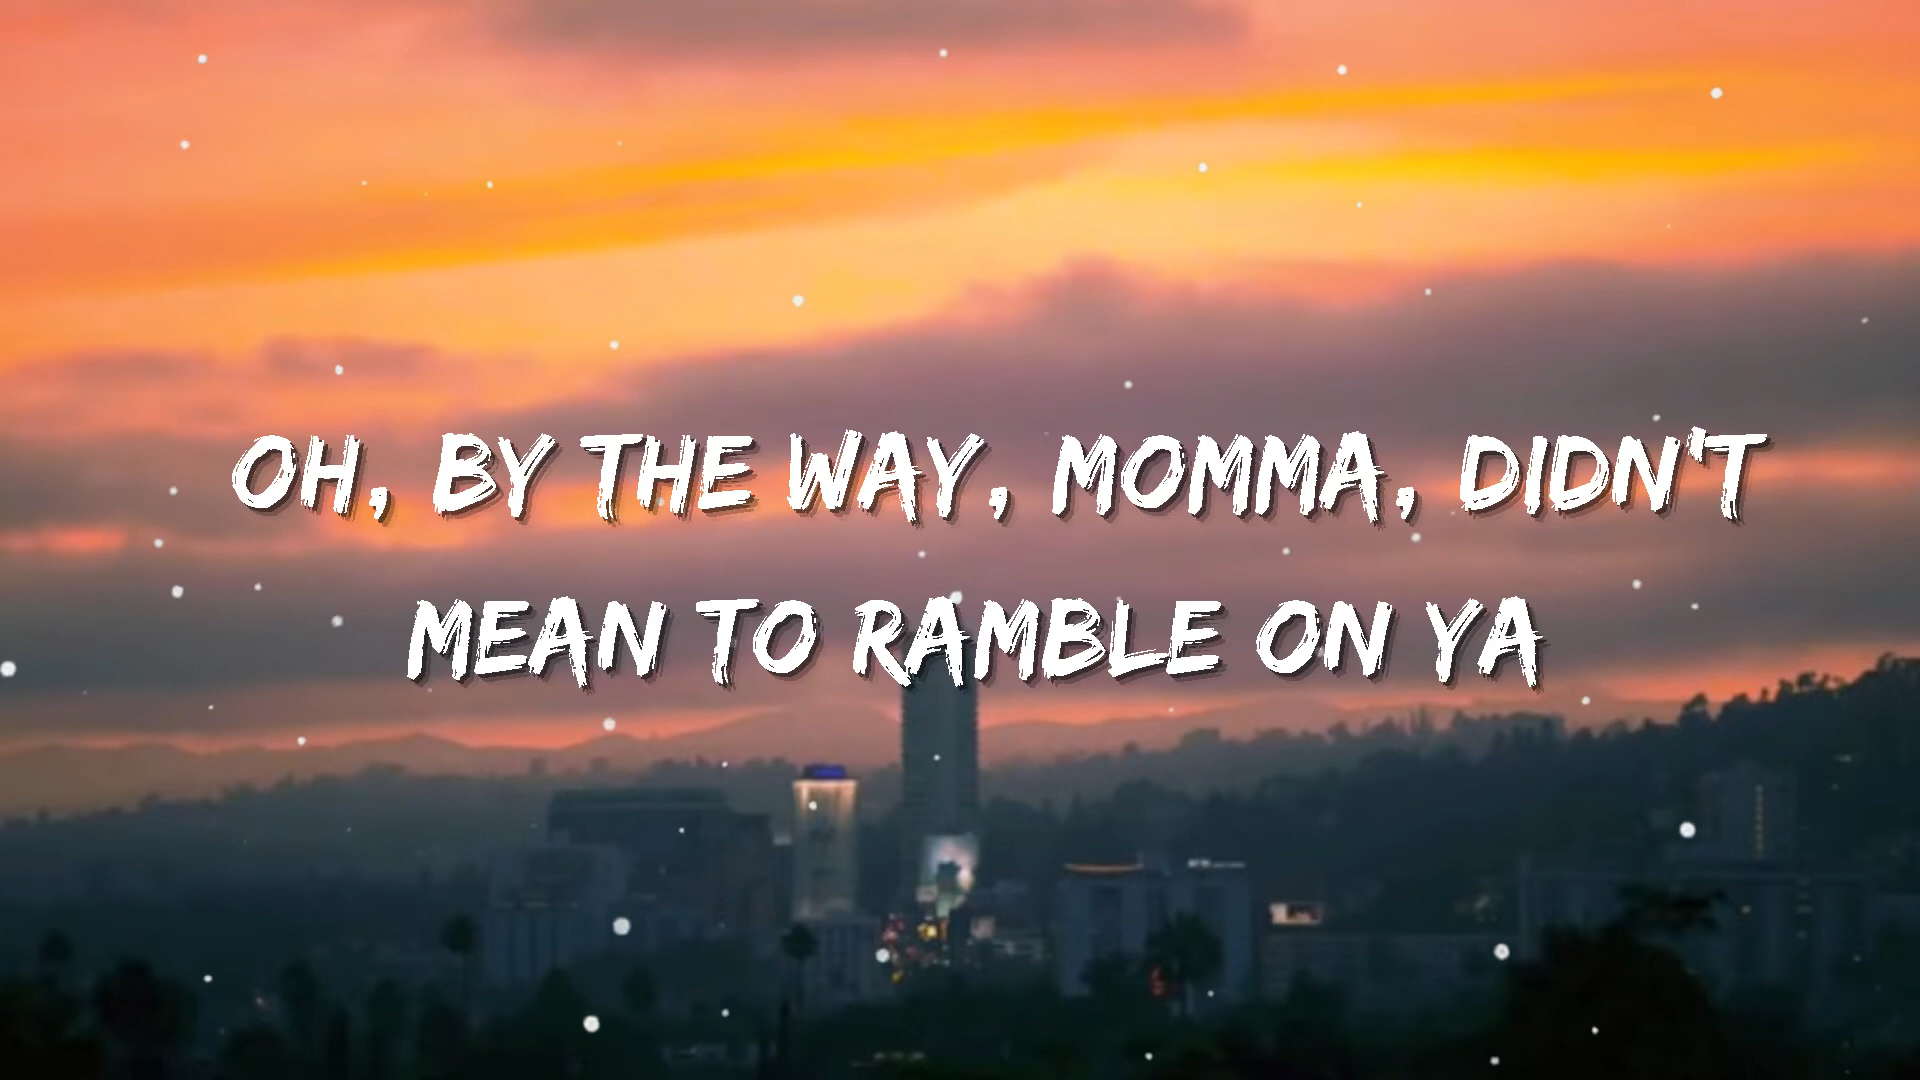 OH, BY THE WAY, MOMMA, DIDN'T
MEAN TO RAMBLE ON YA